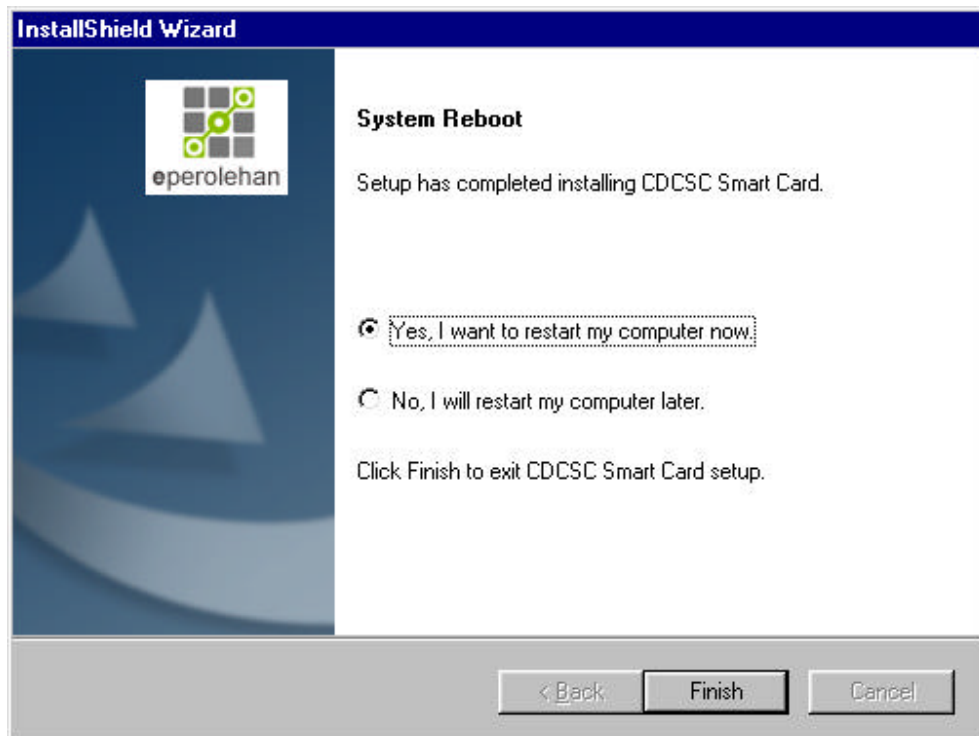 InstallShield Wizard
eperolehan
System Reboot
Setup has completed installing CDCSC Smart Card.
Yes, I want to restart my computer now.
No, I will restart my computer later.
Click Finish to exit CDCSC Smart Card setup.
< Back
Finish
Cancel